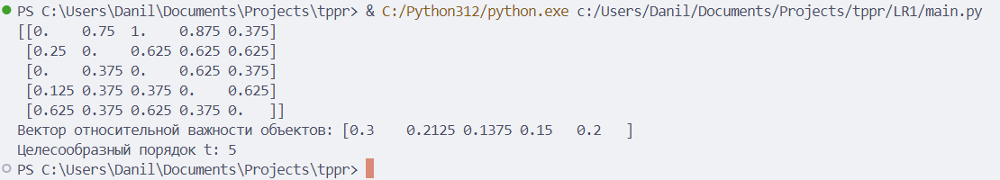 PS C:\Users\Danil\Documents\Projects\tppr> & C:/Python312/python.exe c:/Users/Danil/Documents/Projects/tppr/LR1/main.py
[[0.    0.75  1.    0.875 0.375]
 [0.25  0.    0.625 0.625 0.625]
 [0.    0.375 0.    0.625 0.375]
 [0.125 0.375 0.375 0.    0.625]
 [0.625 0.375 0.625 0.375 0.   ]]
Вектор относительной важности объектов: [0.3    0.2125 0.1375 0.15   0.2   ]
Целесообразный порядок t: 5
PS C:\Users\Danil\Documents\Projects\tppr>